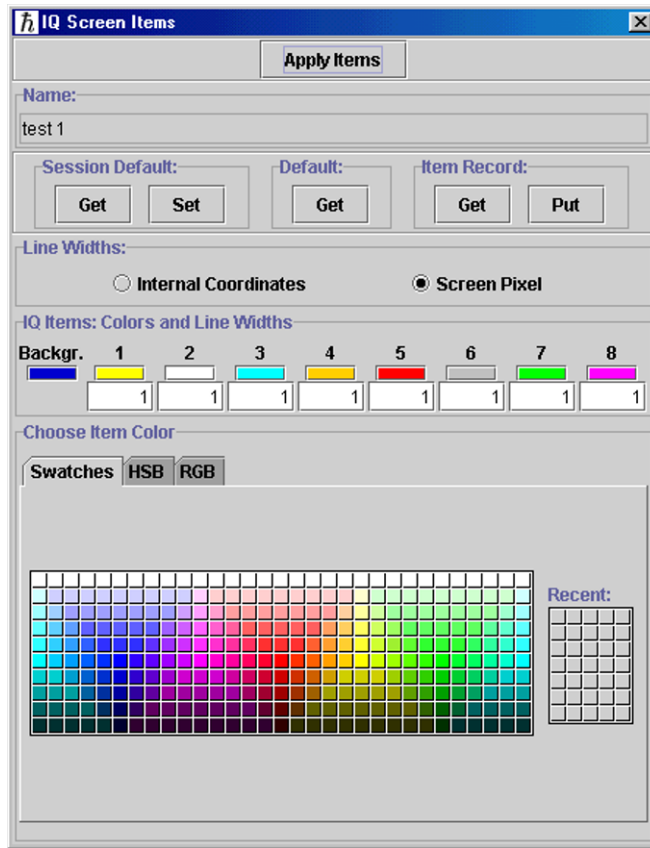 ℏ IQ Screen Items
Apply Items
Name:
test 1
Session Default: Default: Item Record:
Get Set Get Get Put
Line Widths:
Internal Coordinates Screen Pixel
IQ Items: Colors and Line Widths
Backgr. 1 2 3 4 5 6 7 8
1 1 1 1 1 1 1 1
Choose Item Color
Swatches HSB RGB
Recent: